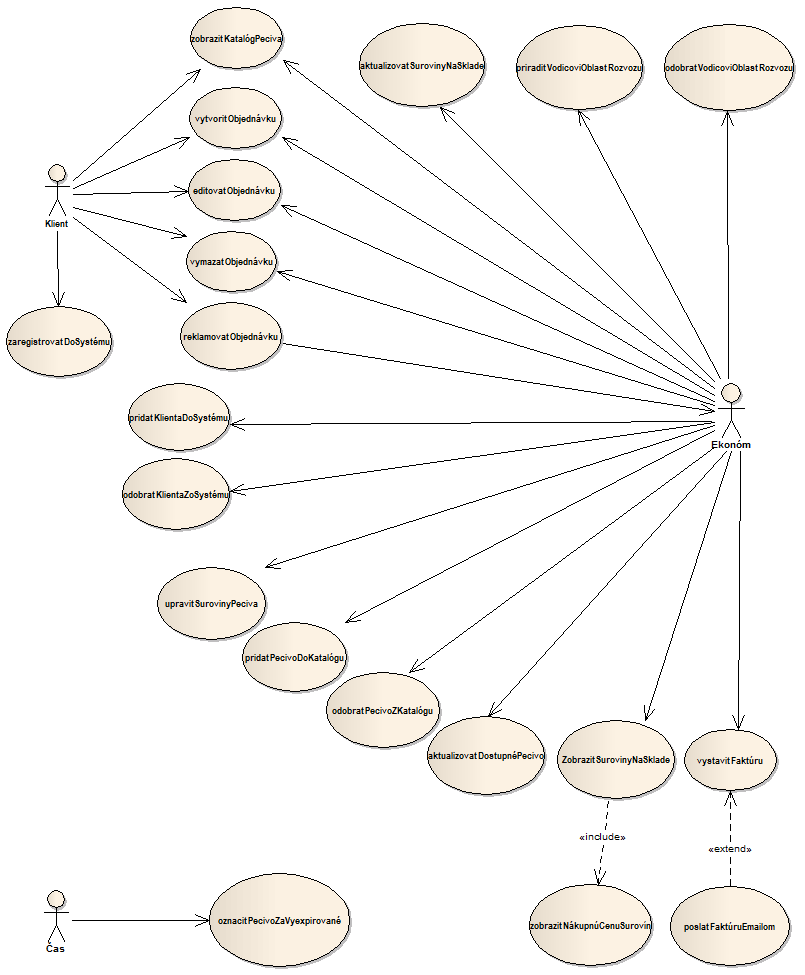 zobrazitKatalógPeciva
aktualizovatSurovinyNaSklade
priraditVodicoviOblastRozvozu
odobratVodicoviOblastRozvozu
vytvoritObjednávku
editovatObjednávku
Klient
vymazatObjednávku
reklamovatObjednávku
zaregistrovatDoSystému
pridatKlientaDoSystému
Ekonóm
odobratKlientaZoSystému
upravitSurovinyPeciva
pridatPecivoDoKatalógu
odobratPecivoZKatalógu
aktualizovatDostupnéPecivo
ZobrazitSurovinyNaSklade
vystavitFaktúru
«include»
«extend»
oznacitPecivoZaVyexpirované
zobrazitNákupnúCenuSurovín
poslatFaktúruEmailom
Čas